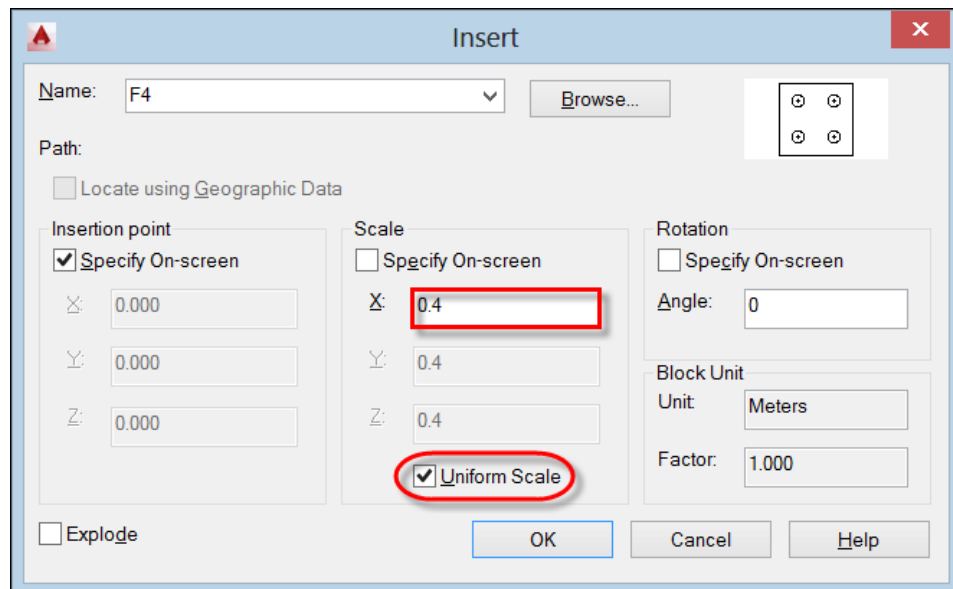 Insert
Name: F4 Browse...
Path:
Locate using Geographic Data
Insertion point
Specify On-screen
X: 0.000
Y: 0.000
Z: 0.000
Scale
Specify On-screen
X: 0.4
Y: 0.4
Z: 0.4
Uniform Scale
Rotation
Specify On-screen
Angle: 0
Block Unit
Unit: Meters
Factor: 1.000
Explode
OK Cancel Help